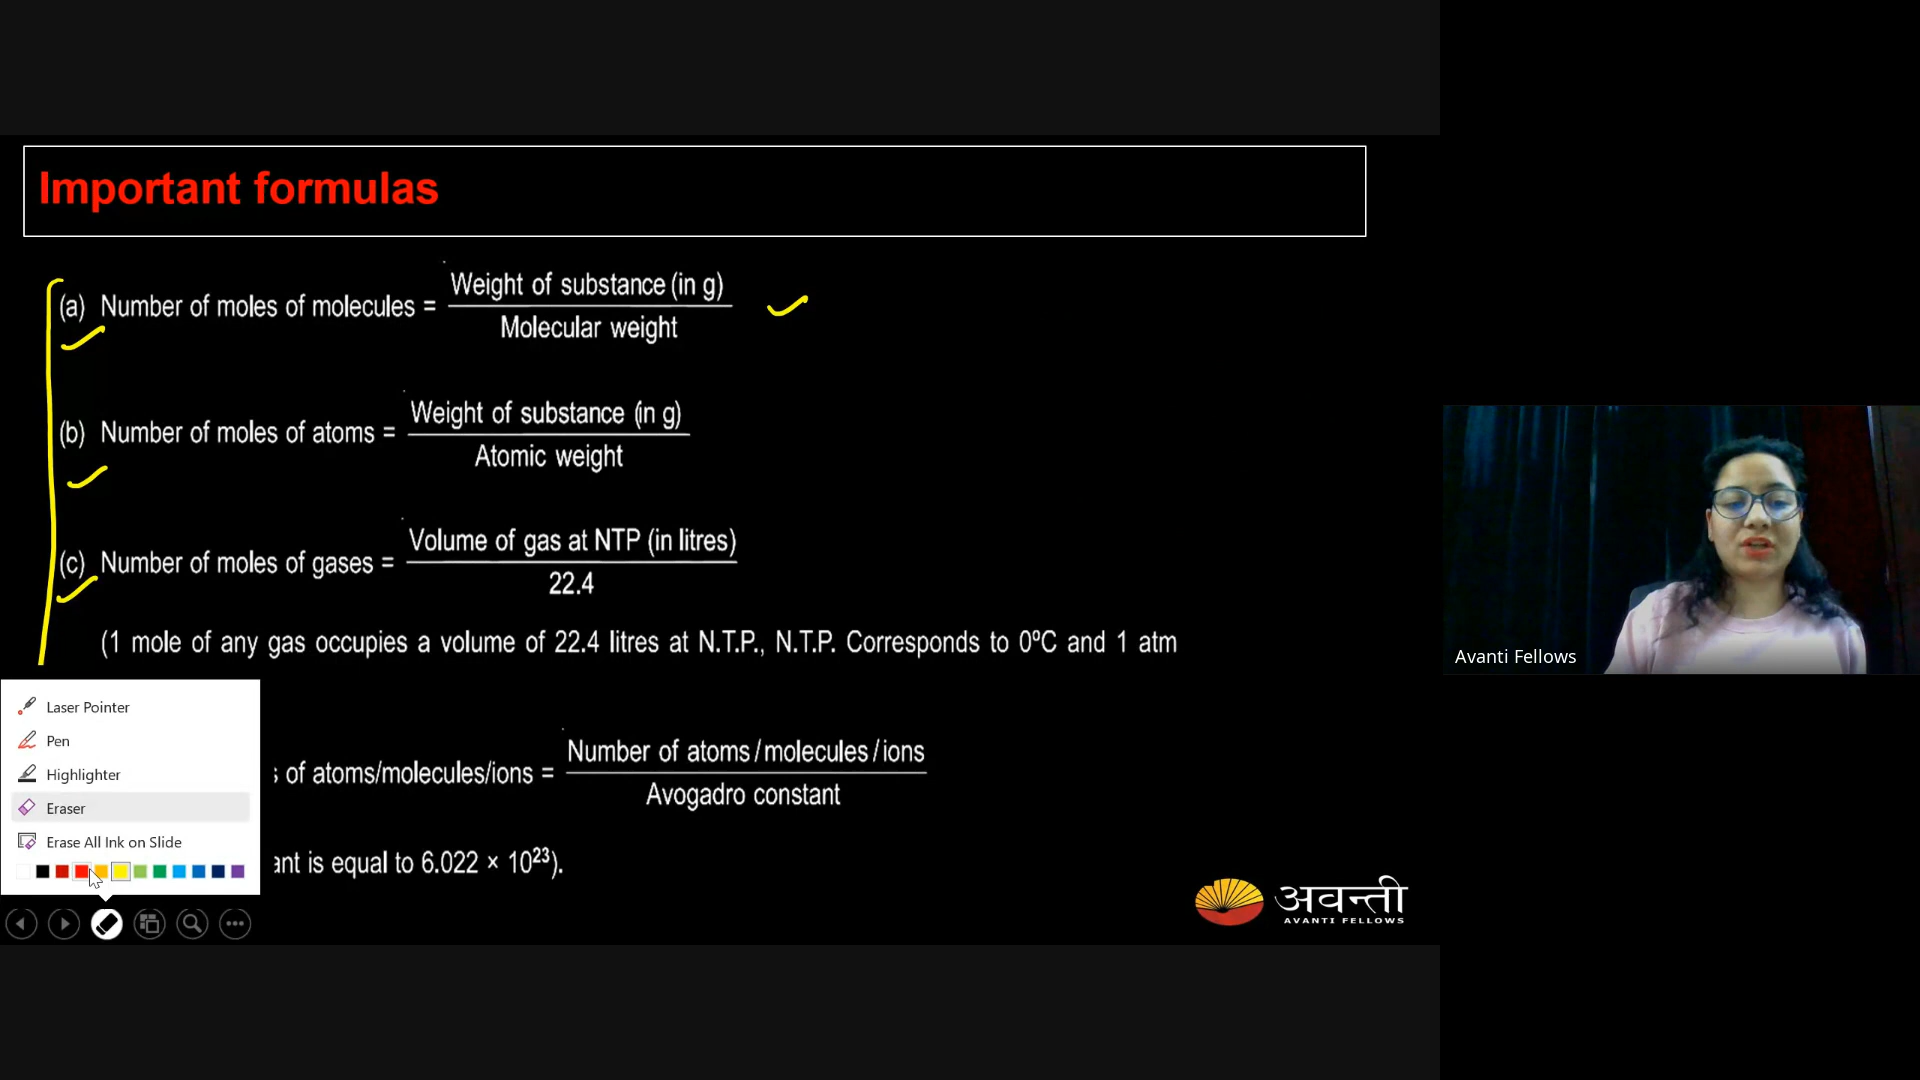 Important formulas
(a) Number of moles of molecules = Weight of substance (in g)
Molecular weight
(b) Number of moles of atoms = Weight of substance (in g)
Atomic weight
(c) Number of moles of gases = Volume of gas at NTP (in litres)
22.4
(1 mole of any gas occupies a volume of 22.4 litres at N.T.P., N.T.P. Corresponds to 0ºC and 1 atm
of atoms/molecules/ions = Number of atoms / molecules / ions
Avogadro constant
is equal to 6.022 × 10²³).
Laser Pointer
Pen
Highlighter
Eraser
Erase All Ink on Slide
अवन्ती
AVANTI FELLOWS
Avanti Fellows